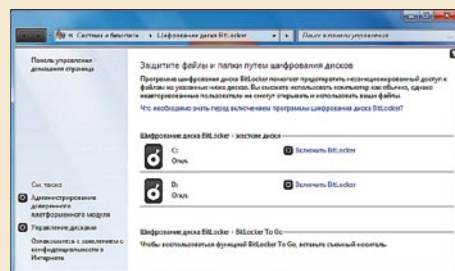 Система и безопасность
Шифрование диска BitLocker
Поиск в панели управления
Панель управления -
домашняя страница
Защитите файлы и папки путем шифрования дисков
Программа шифрования диска BitLocker помогает предотвратить несанкционированный доступ к
файлам на указанных ниже дисках. Вы сможете использовать компьютер как обычно, однако
неавторизованные пользователи не смогут открывать и использовать ваши файлы.
Что необходимо знать перед включением программы шифрования диска BitLocker?
Шифрование диска BitLocker - жесткие диски
C:
Откл.
Включить BitLocker
D:
Откл.
Включить BitLocker
См. также
Администрирование
доверенного
платформенного модуля
Управление дисками
Ознакомьтесь с заявлением о
конфиденциальности в
Интернете
Шифрование диска BitLocker - BitLocker To Go
Чтобы воспользоваться функцией BitLocker To Go, вставьте съемный носитель.